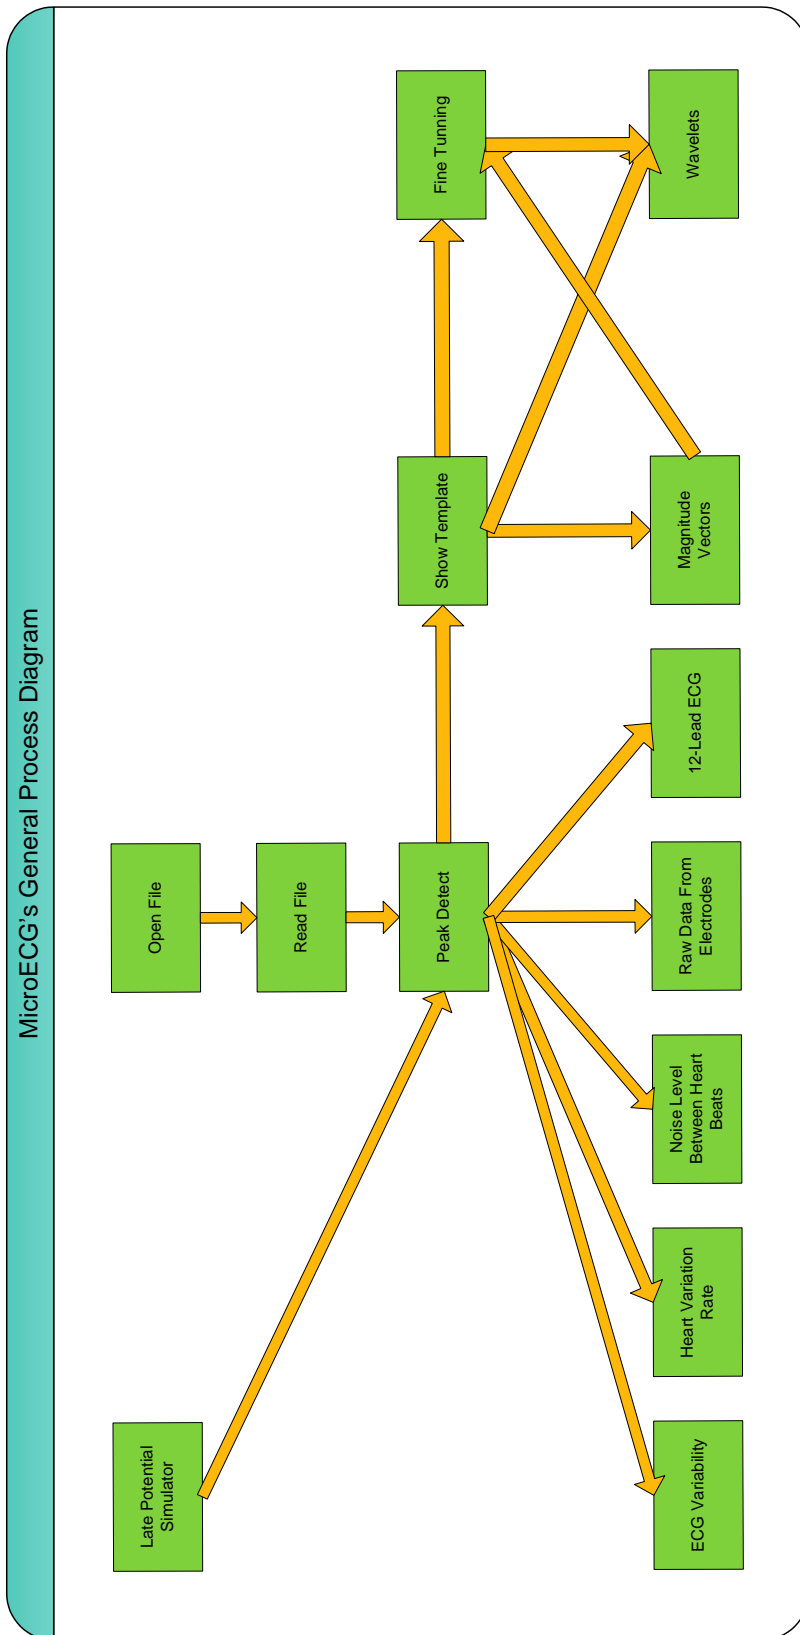 MicroECG's General Process Diagram
Late Potential
Simulator
Open File
Read File
Peak Detect
Show Template
Fine Tunning
ECG Variability
Heart Variation
Rate
Noise Level
Between Heart
Beats
Raw Data From
Electrodes
12-Lead ECG
Magnitude
Vectors
Wavelets